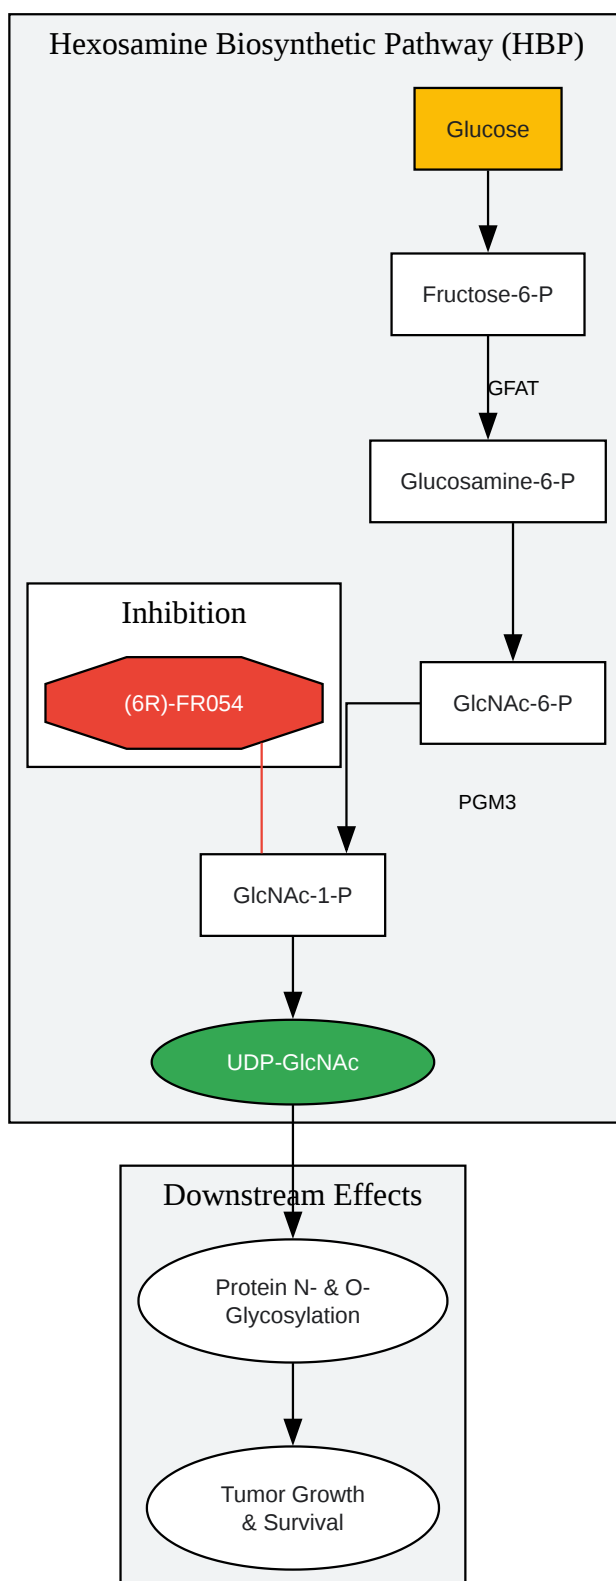 Hexosamine Biosynthetic Pathway (HBP)
Glucose
Fructose-6-P
GFAT
Glucosamine-6-P
Inhibition
(6R)-FR054
GlcNAc-6-P
PGM3
GlcNAc-1-P
UDP-GlcNAc
Downstream Effects
Protein N- & O-
Glycosylation
Tumor Growth
& Survival